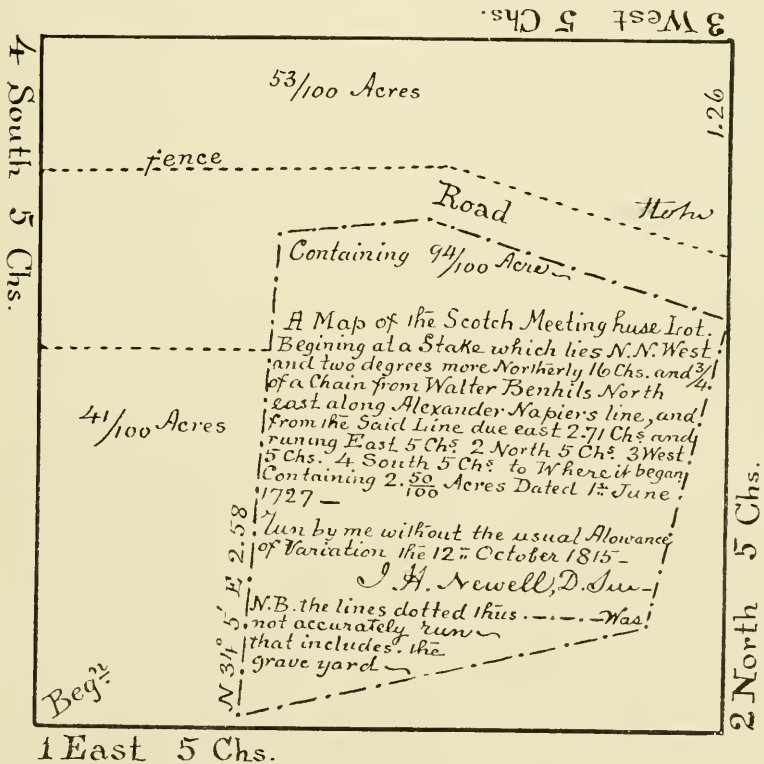 3 West 5 Chs.
4 South 5 Chs.
53/100 Acres
1.26
fence
Road
Containing 94/100 Acre
A Map of the Scotch Meeting huse Lot.
Begining at a Stake which lies N.N. West
and two degrees more Northerly 16 Chs. and 3/4
of a Chain from Walter Benhils North
east along Alexander Napiers line, and
from the Said Line due east 2.71 Chs and
runing East 5 Chs. 2 North 5 Chs 3 West
5 Chs. 4 South 5 Chs to Where it began
Containing 2.50/100 Acres Dated 1st June
1727 —
Run by me without the usual Alowance
of Variation the 12th October 1815 –
J. H. Newell, D. Sur
N.B. the lines dotted thus . — . — . — Was
not accurately run
that includes the
grave yard
41/100 Acres
N 34° 5' E 2.58
Begn
2 North 5 Chs.
1 East 5 Chs.